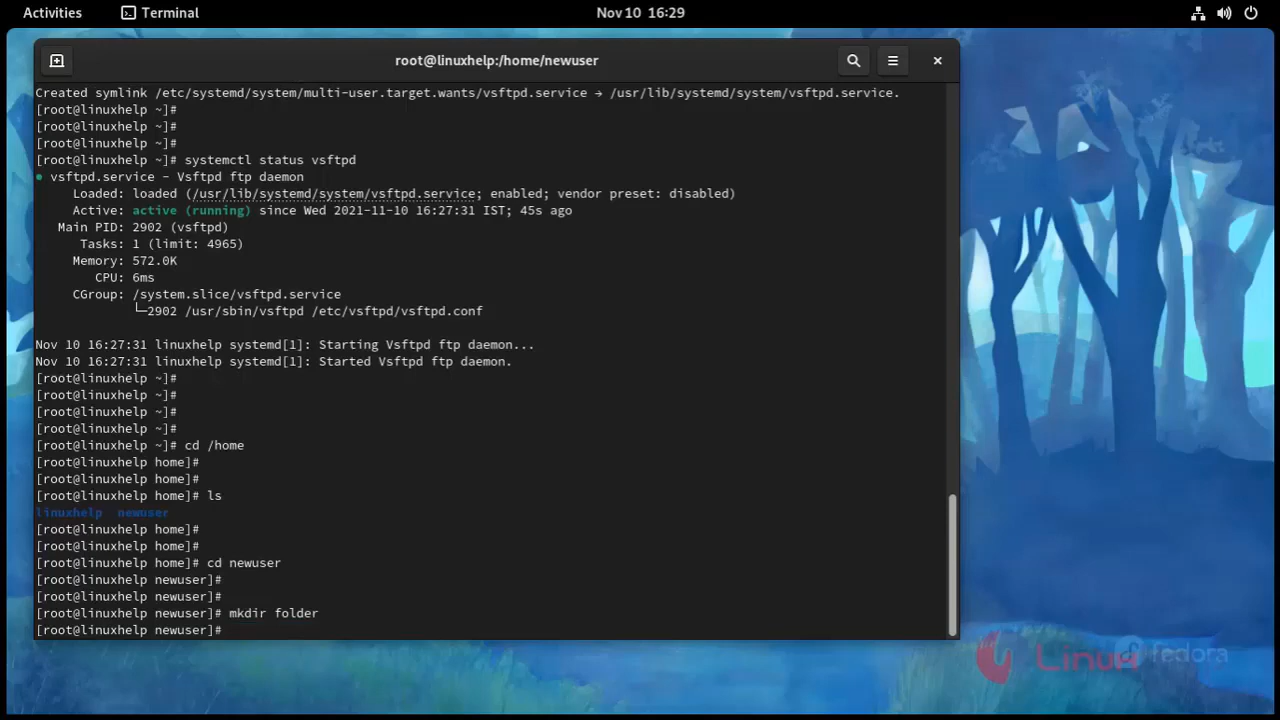 Activities
Terminal
Nov 10 16:29
root@linuxhelp:/home/newuser
Created symlink /etc/systemd/system/multi-user.target.wants/vsftpd.service → /usr/lib/systemd/system/vsftpd.service.
[root@linuxhelp ~]#
[root@linuxhelp ~]#
[root@linuxhelp ~]#
[root@linuxhelp ~]# systemctl status vsftpd
● vsftpd.service - Vsftpd ftp daemon
     Loaded: loaded (/usr/lib/systemd/system/vsftpd.service; enabled; vendor preset: disabled)
     Active: active (running) since Wed 2021-11-10 16:27:31 IST; 45s ago
   Main PID: 2902 (vsftpd)
      Tasks: 1 (limit: 4965)
     Memory: 572.0K
        CPU: 6ms
     CGroup: /system.slice/vsftpd.service
             └─2902 /usr/sbin/vsftpd /etc/vsftpd/vsftpd.conf
Nov 10 16:27:31 linuxhelp systemd[1]: Starting Vsftpd ftp daemon...
Nov 10 16:27:31 linuxhelp systemd[1]: Started Vsftpd ftp daemon.
[root@linuxhelp ~]#
[root@linuxhelp ~]#
[root@linuxhelp ~]#
[root@linuxhelp ~]#
[root@linuxhelp ~]# cd /home
[root@linuxhelp home]#
[root@linuxhelp home]#
[root@linuxhelp home]# ls
linuxhelp  newuser
[root@linuxhelp home]#
[root@linuxhelp home]#
[root@linuxhelp home]# cd newuser
[root@linuxhelp newuser]#
[root@linuxhelp newuser]#
[root@linuxhelp newuser]# mkdir folder
[root@linuxhelp newuser]#
Linux
fedora